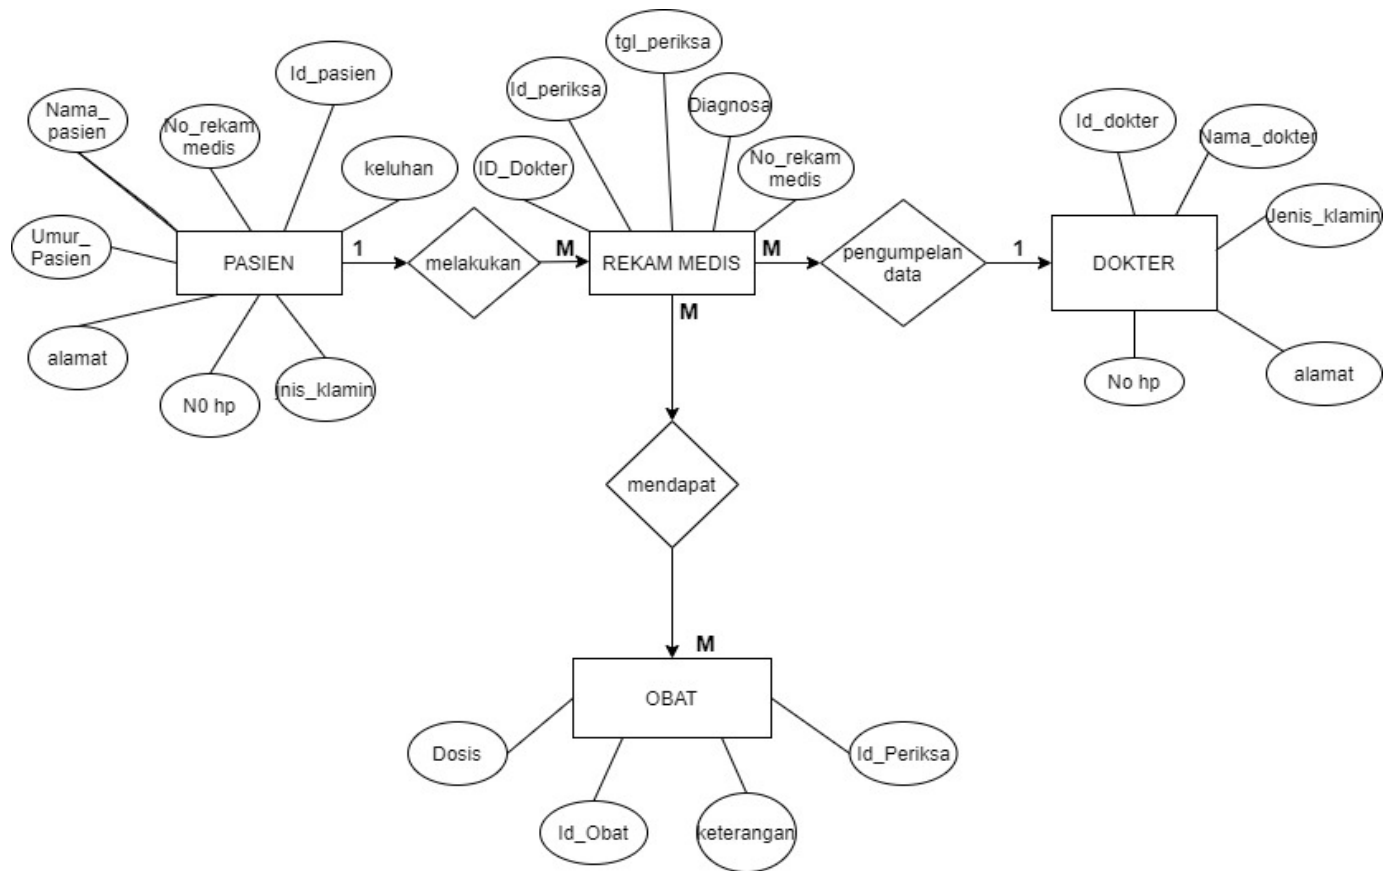 tgl_periksa
Id_pasien
Id_periksa
Nama_
pasien
No_rekam
medis
Diagnosa
Id_dokter
Nama_dokter
keluhan
ID_Dokter
No_rekam
medis
Umur_
Pasien
Jenis_klamin
PASIEN
1
melakukan
M
REKAM MEDIS
M
pengumpelan
data
1
DOKTER
M
alamat
N0 hp
jnis_klamin
No hp
alamat
mendapat
M
OBAT
Dosis
Id_Periksa
Id_Obat
keterangan